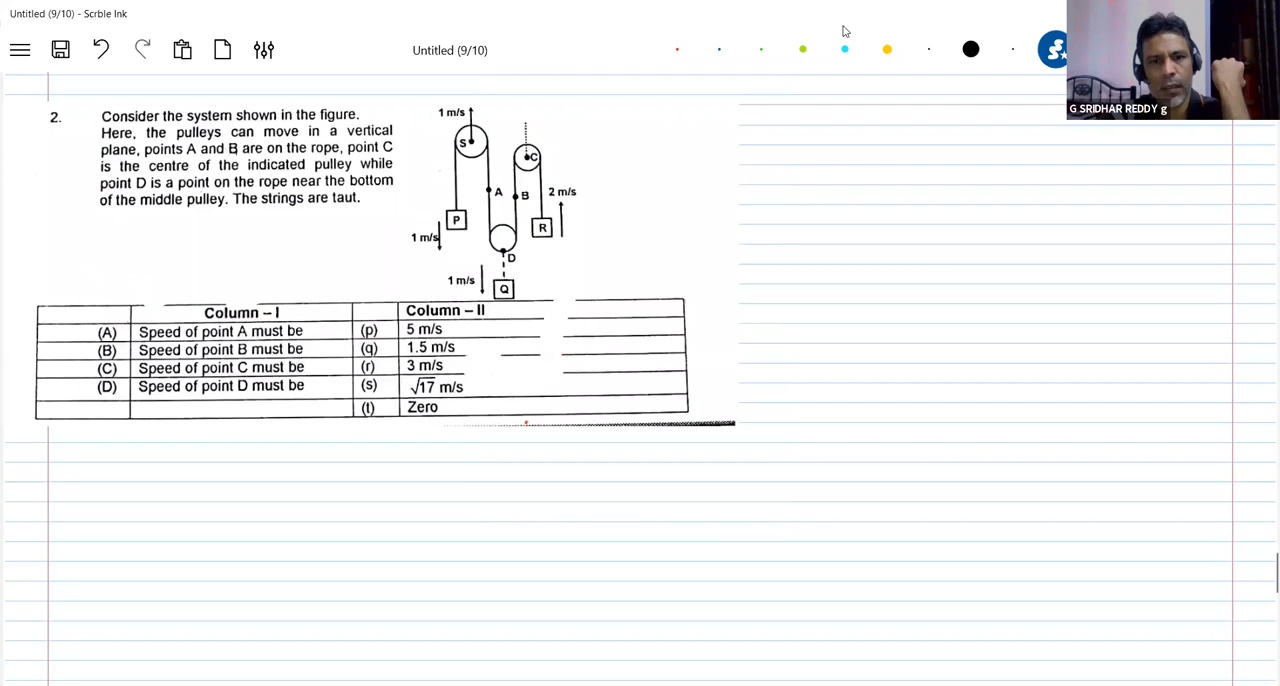 Untitled (9/10) - Scrble Ink
Untitled (9/10)
G SRIDHAR REDDY g
2. Consider the system shown in the figure.
Here, the pulleys can move in a vertical
plane, points A and B are on the rope, point C
is the centre of the indicated pulley while
point D is a point on the rope near the bottom
of the middle pulley. The strings are taut.
1 m/s
S
C
A B 2 m/s
P
R
1 m/s
D
1 m/s
Q
Column – I Column – II
(A) Speed of point A must be (p) 5 m/s
(B) Speed of point B must be (q) 1.5 m/s
(C) Speed of point C must be (r) 3 m/s
(D) Speed of point D must be (s) √17 m/s
(t) Zero